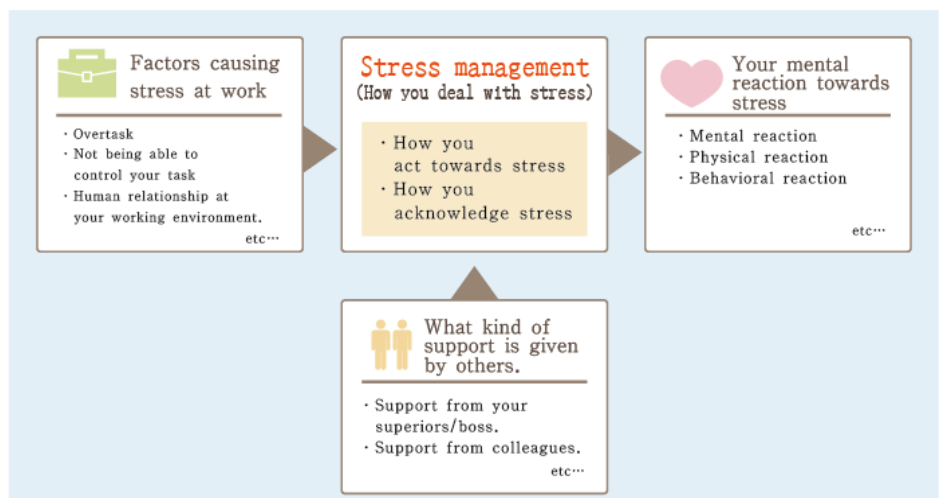 Factors causing
stress at work
· Overtask
· Not being able to
control your task
· Human relationship at
your working environment.
etc…
Stress management
(How you deal with stress)
· How you
act towards stress
· How you
acknowledge stress
Your mental
reaction towards
stress
· Mental reaction
· Physical reaction
· Behavioral reaction
etc…
What kind of
support is given
by others.
· Support from your
superiors/boss.
· Support from colleagues.
etc…